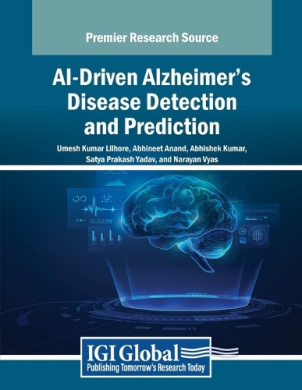 Premier Research Source
AI-Driven Alzheimer's
Disease Detection
and Prediction
Umesh Kumar Lilhore, Abhineet Anand, Abhishek Kumar,
Satya Prakash Yadav, and Narayan Vyas
IGI Global
Publishing Tomorrow's Research Today